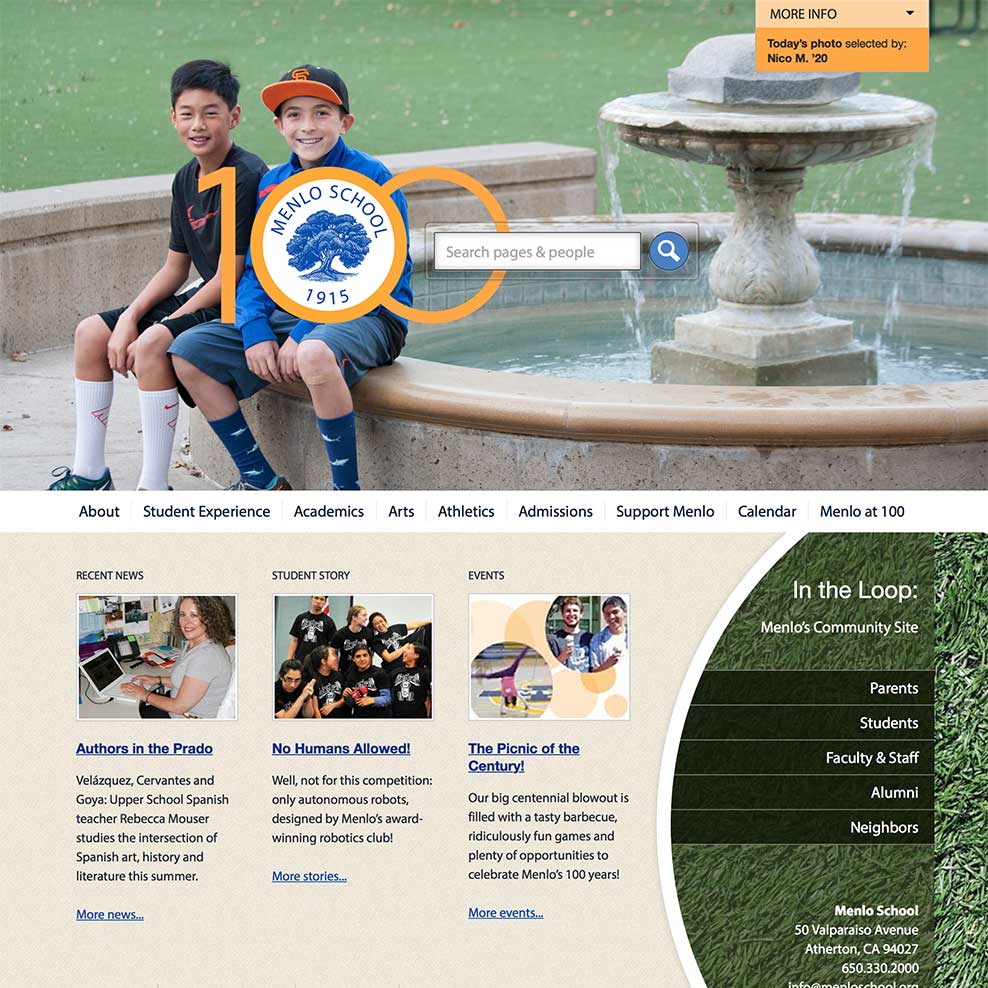 MORE INFO
Today's photo selected by:
Nico M. '20
SF
100
MENLO SCHOOL
1915
Search pages & people
About
Student Experience
Academics
Arts
Athletics
Admissions
Support Menlo
Calendar
Menlo at 100
RECENT NEWS
Authors in the Prado
Velázquez, Cervantes and
Goya: Upper School Spanish
teacher Rebecca Mouser
studies the intersection of
Spanish art, history and
literature this summer.
More news...
STUDENT STORY
No Humans Allowed!
Well, not for this competition:
only autonomous robots,
designed by Menlo's award-
winning robotics club!
More stories...
EVENTS
The Picnic of the
Century!
Our big centennial blowout is
filled with a tasty barbecue,
ridiculously fun games and
plenty of opportunities to
celebrate Menlo's 100 years!
More events...
In the Loop:
Menlo's Community Site
Parents
Students
Faculty & Staff
Alumni
Neighbors
Menlo School
50 Valparaiso Avenue
Atherton, CA 94027
650.330.2000
info@menloschool.org